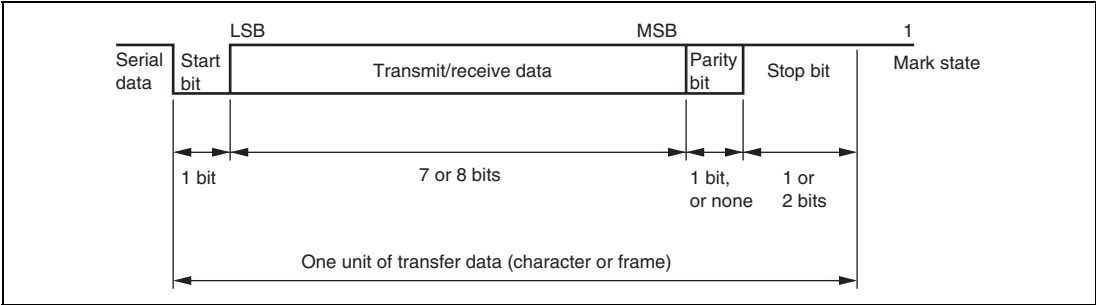 LSB
MSB
1
Serial
data
Start
bit
Transmit/receive data
Parity
bit
Stop bit
Mark state
1 bit
7 or 8 bits
1 bit,
or none
1 or
2 bits
One unit of transfer data (character or frame)